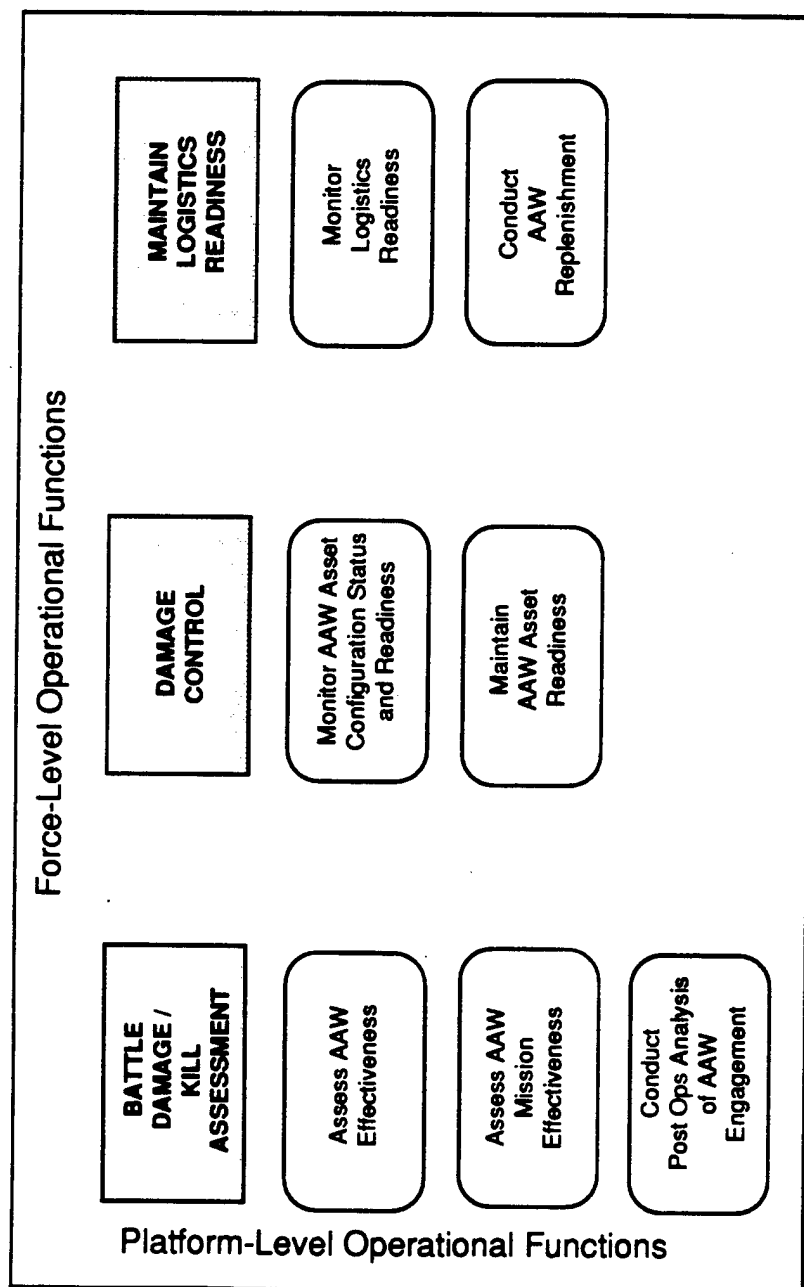 Force-Level Operational Functions
Platform-Level Operational Functions
BATTLE
DAMAGE /
KILL
ASSESSMENT
Assess AAW
Effectiveness
Assess AAW
Mission
Effectiveness
Conduct
Post Ops Analysis
of AAW
Engagement
DAMAGE
CONTROL
Monitor AAW Asset
Configuration Status
and Readiness
Maintain
AAW Asset
Readiness
MAINTAIN
LOGISTICS
READINESS
Monitor
Logistics
Readiness
Conduct
AAW
Replenishment